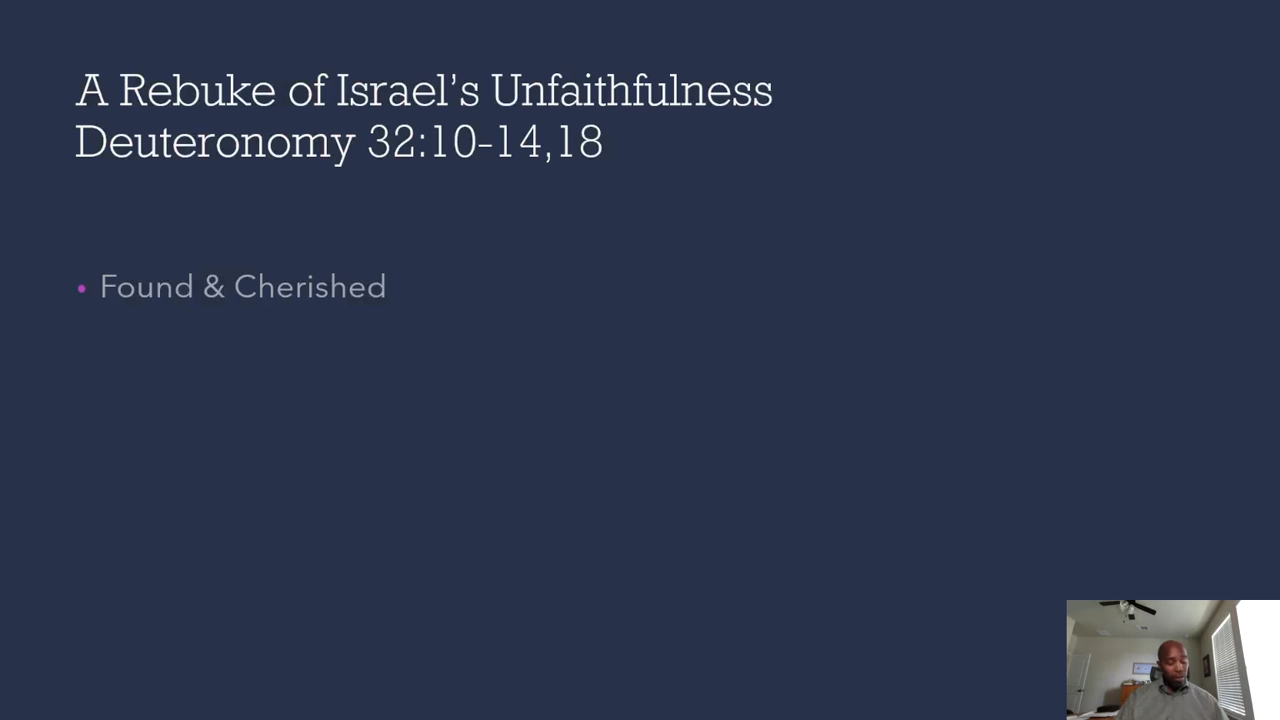 A Rebuke of Israel’s Unfaithfulness
Deuteronomy 32:10-14,18
• Found & Cherished